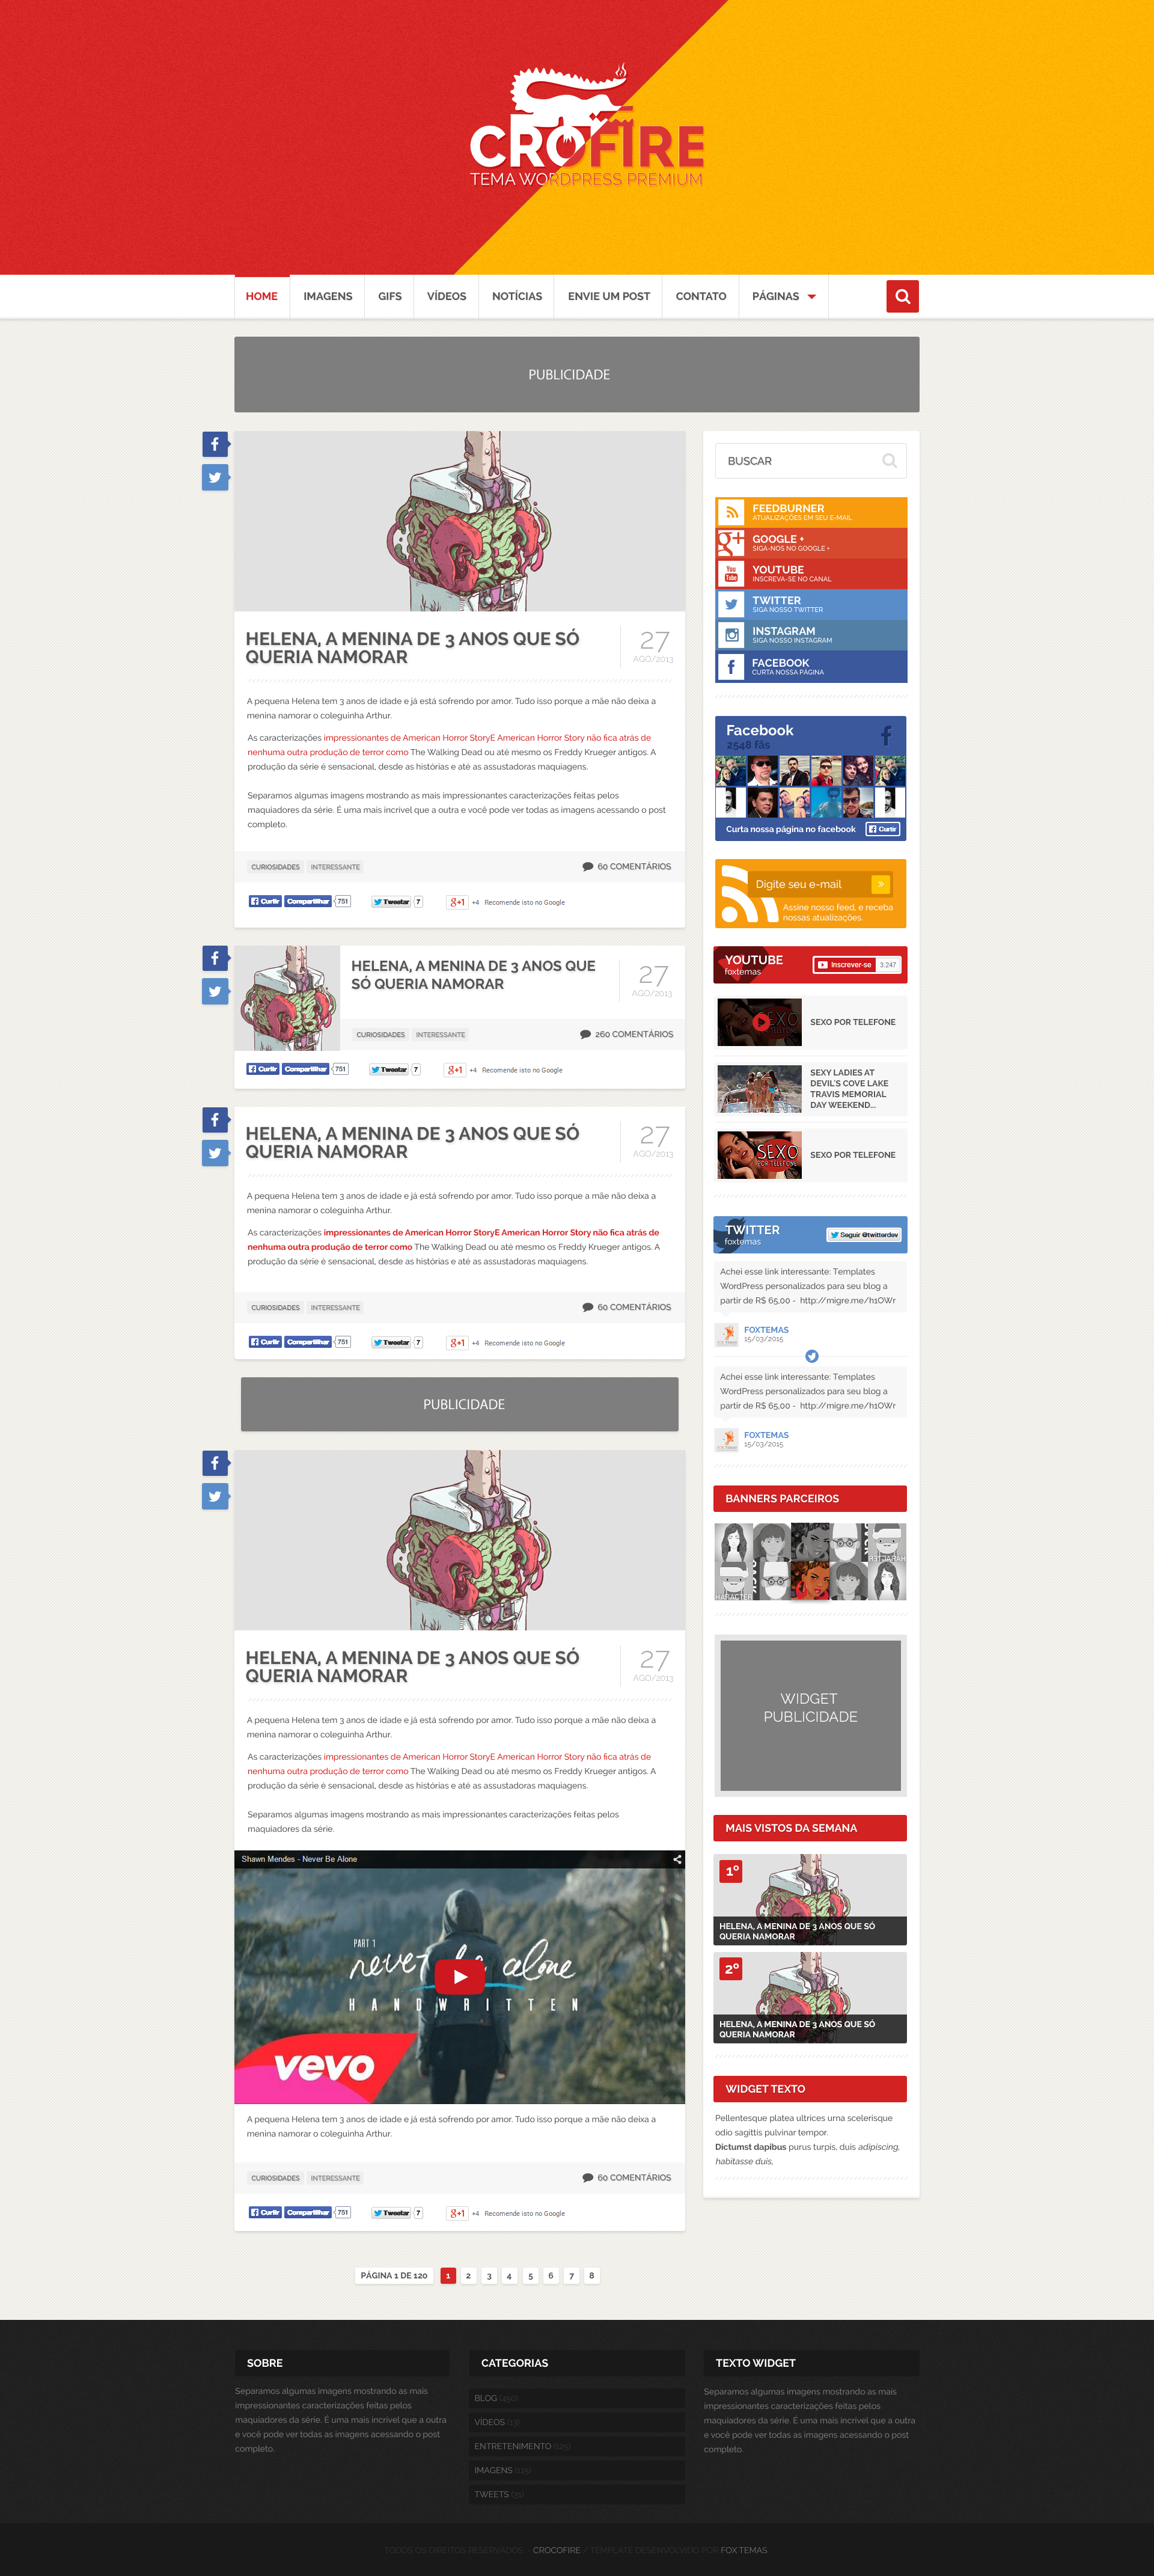 CROFIRE
TEMA WORDPRESS PREMIUM
HOME
IMAGENS
GIFS
VÍDEOS
NOTÍCIAS
ENVIE UM POST
CONTATO
PÁGINAS
PUBLICIDADE
HELENA, A MENINA DE 3 ANOS QUE SÓ
QUERIA NAMORAR
27
AGO/2013
A pequena Helena tem 3 anos de idade e já está sofrendo por amor. Tudo isso porque a mãe não deixa a
menina namorar o coleguinha Arthur.
As caracterizações impressionantes de American Horror StoryE American Horror Story não fica atrás de
nenhuma outra produção de terror como The Walking Dead ou até mesmo os Freddy Krueger antigos. A
produção da série é sensacional, desde as histórias e até as assustadoras maquiagens.
Separamos algumas imagens mostrando as mais impressionantes caracterizações feitas pelos
maquiadores da série. É uma mais incrivel que a outra e você pode ver todas as imagens acessando o post
completo.
CURIOSIDADES
INTERESSANTE
60 COMENTÁRIOS
Curtir
Compartilhar
751
Tweetar
7
g+1
+4
Recomende isto no Google
HELENA, A MENINA DE 3 ANOS QUE
SÓ QUERIA NAMORAR
27
AGO/2013
CURIOSIDADES
INTERESSANTE
260 COMENTÁRIOS
Curtir
Compartilhar
751
Tweetar
7
g+1
+4
Recomende isto no Google
HELENA, A MENINA DE 3 ANOS QUE SÓ
QUERIA NAMORAR
27
AGO/2013
A pequena Helena tem 3 anos de idade e já está sofrendo por amor. Tudo isso porque a mãe não deixa a
menina namorar o coleguinha Arthur.
As caracterizações impressionantes de American Horror StoryE American Horror Story não fica atrás de
nenhuma outra produção de terror como The Walking Dead ou até mesmo os Freddy Krueger antigos. A
produção da série é sensacional, desde as histórias e até as assustadoras maquiagens.
CURIOSIDADES
INTERESSANTE
60 COMENTÁRIOS
Curtir
Compartilhar
751
Tweetar
7
g+1
+4
Recomende isto no Google
PUBLICIDADE
HELENA, A MENINA DE 3 ANOS QUE SÓ
QUERIA NAMORAR
27
AGO/2013
A pequena Helena tem 3 anos de idade e já está sofrendo por amor. Tudo isso porque a mãe não deixa a
menina namorar o coleguinha Arthur.
As caracterizações impressionantes de American Horror StoryE American Horror Story não fica atrás de
nenhuma outra produção de terror como The Walking Dead ou até mesmo os Freddy Krueger antigos. A
produção da série é sensacional, desde as histórias e até as assustadoras maquiagens.
Separamos algumas imagens mostrando as mais impressionantes caracterizações feitas pelos
maquiadores da série.
Shawn Mendes - Never Be Alone
PART 1
never be alone
HANDWRITTEN
vevo
A pequena Helena tem 3 anos de idade e já está sofrendo por amor. Tudo isso porque a mãe não deixa a
menina namorar o coleguinha Arthur.
CURIOSIDADES
INTERESSANTE
60 COMENTÁRIOS
Curtir
Compartilhar
751
Tweetar
7
g+1
+4
Recomende isto no Google
PÁGINA 1 DE 120
1
2
3
4
5
6
7
8
BUSCAR
FEEDBURNER
ATUALIZAÇÕES EM SEU E-MAIL
GOOGLE +
SIGA-NOS NO GOOGLE +
You
Tube
YOUTUBE
INSCREVA-SE NO CANAL
TWITTER
SIGA NOSSO TWITTER
INSTAGRAM
SIGA NOSSO INSTAGRAM
FACEBOOK
CURTA NOSSA PÁGINA
Facebook
2548 fãs
Curta nossa página no facebook
Curtir
Digite seu e-mail
Assine nosso feed, e receba
nossas atualizações.
YOUTUBE
foxtemas
Inscrever-se
3.247
SEXO
SEXO POR TELEFONE
SEXY LADIES AT
DEVIL'S COVE LAKE
TRAVIS MEMORIAL
DAY WEEKEND...
SEXO
POR TELEFONE
SEXO POR TELEFONE
TWITTER
foxtemas
Seguir @twitterdev
Achei esse link interessante: Templates
WordPress personalizados para seu blog a
partir de R$ 65,00 - http://migre.me/h1OWr
FOXTEMAS
15/03/2015
Achei esse link interessante: Templates
WordPress personalizados para seu blog a
partir de R$ 65,00 - http://migre.me/h1OWr
FOXTEMAS
15/03/2015
BANNERS PARCEIROS
WIDGET
PUBLICIDADE
MAIS VISTOS DA SEMANA
1º
HELENA, A MENINA DE 3 ANOS QUE SÓ
QUERIA NAMORAR
2º
HELENA, A MENINA DE 3 ANOS QUE SÓ
QUERIA NAMORAR
WIDGET TEXTO
Pellentesque platea ultrices urna scelerisque
odio sagittis pulvinar tempor.
Dictumst dapibus purus turpis, duis adipiscing,
habitasse duis.
SOBRE
Separamos algumas imagens mostrando as mais
impressionantes caracterizações feitas pelos
maquiadores da série. É uma mais incrivel que a outra
e você pode ver todas as imagens acessando o post
completo.
CATEGORIAS
BLOG (450)
VÍDEOS (13)
ENTRETENIMENTO (125)
IMAGENS (115)
TWEETS (31)
TEXTO WIDGET
Separamos algumas imagens mostrando as mais
impressionantes caracterizações feitas pelos
maquiadores da série. É uma mais incrivel que a outra
e você pode ver todas as imagens acessando o post
completo.
TODOS OS DIREITOS RESERVADOS - CROCOFIRE / TEMPLATE DESENVOLVIDO POR FOX TEMAS